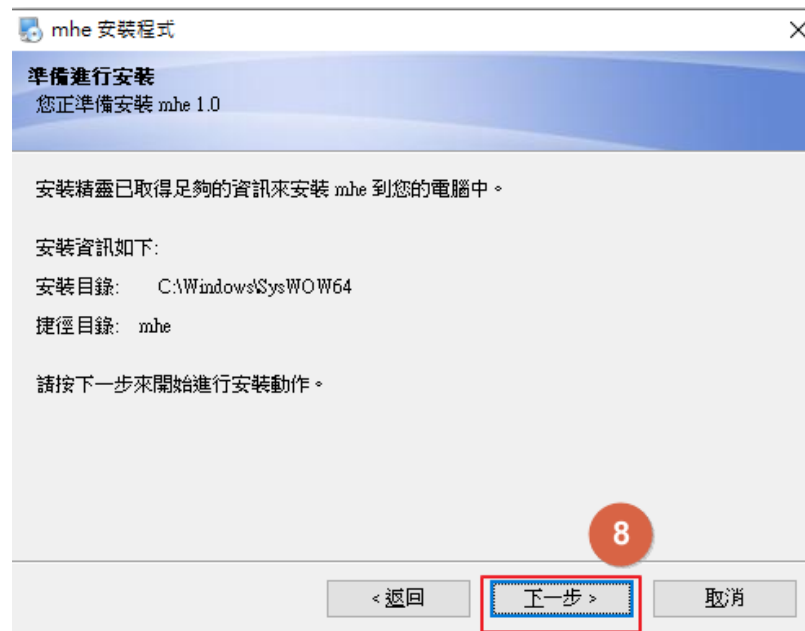 mhe 安裝程式
準備進行安裝
您正準備安裝 mhe 1.0
安裝精靈已取得足夠的資訊來安裝 mhe 到您的電腦中。
安裝資訊如下:
安裝目錄: C:\Windows\SysWOW64
捷徑目錄: mhe
請按下一步來開始進行安裝動作。
8
<返回 下一步> 取消